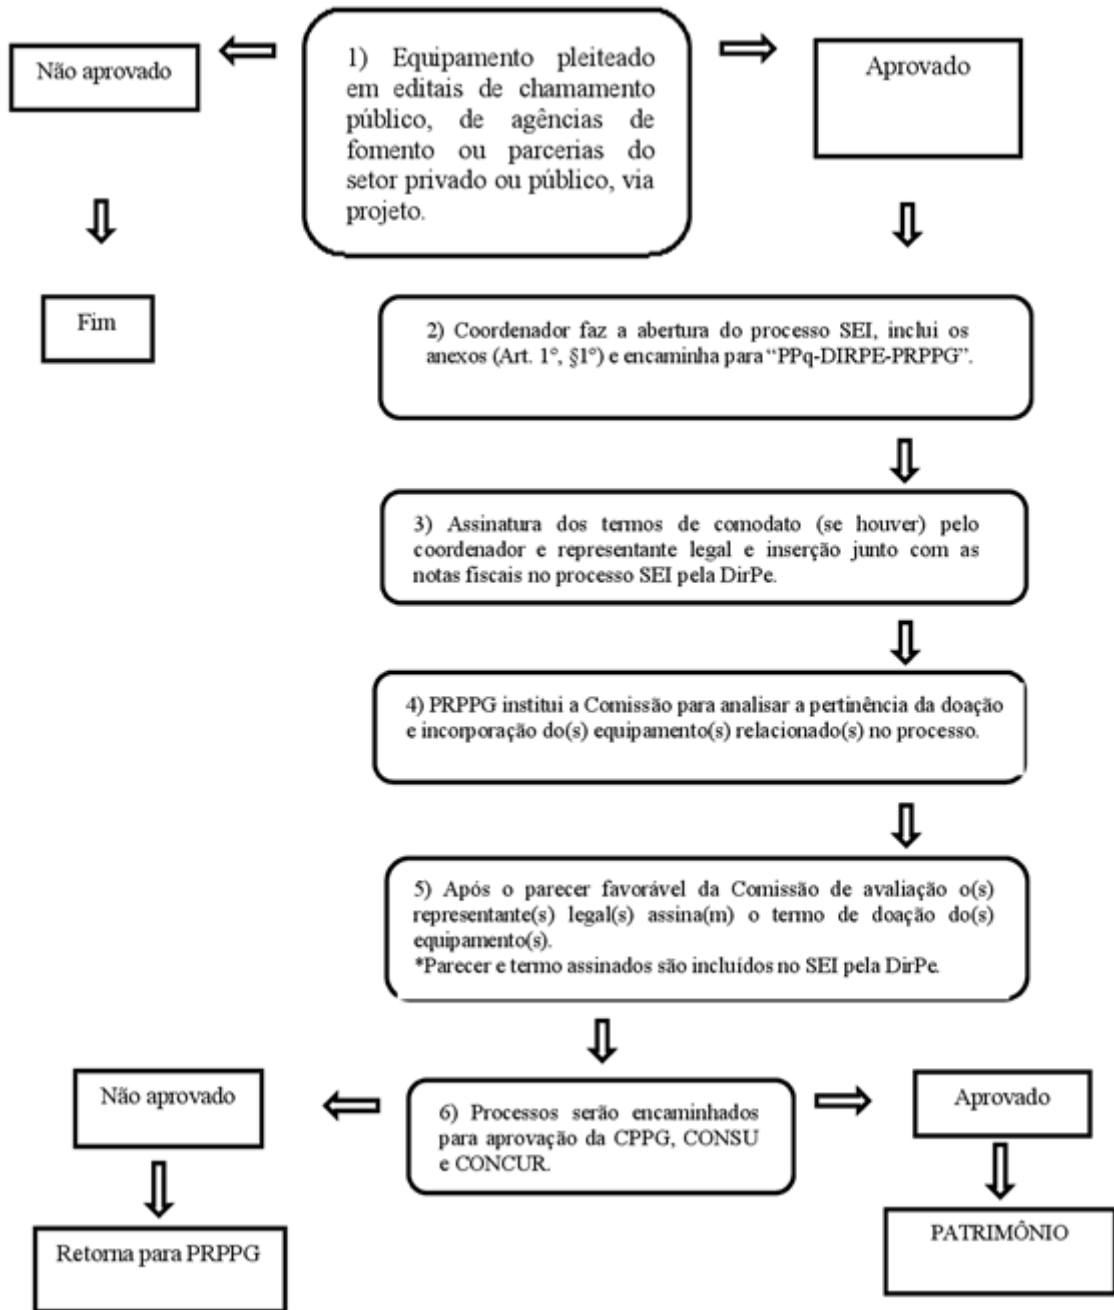 Não aprovado
1) Equipamento pleiteado
em editais de chamamento
público, de agências de
fomento ou parcerias do
setor privado ou público, via
projeto.
Aprovado
Fim
2) Coordenador faz a abertura do processo SEI, inclui os
anexos (Art. 1°, §1°) e encaminha para “PPq-DIRPE-PRPPG”.
3) Assinatura dos termos de comodato (se houver) pelo
coordenador e representante legal e inserção junto com as
notas fiscais no processo SEI pela DirPe.
4) PRPPG institui a Comissão para analisar a pertinência da doação
e incorporação do(s) equipamento(s) relacionado(s) no processo.
5) Após o parecer favorável da Comissão de avaliação o(s)
representante(s) legal(s) assina(m) o termo de doação do(s)
equipamento(s).
*Parecer e termo assinados são incluídos no SEI pela DirPe.
Não aprovado
6) Processos serão encaminhados
para aprovação da CPPG, CONSU
e CONCUR.
Aprovado
Retorna para PRPPG
PATRIMÔNIO